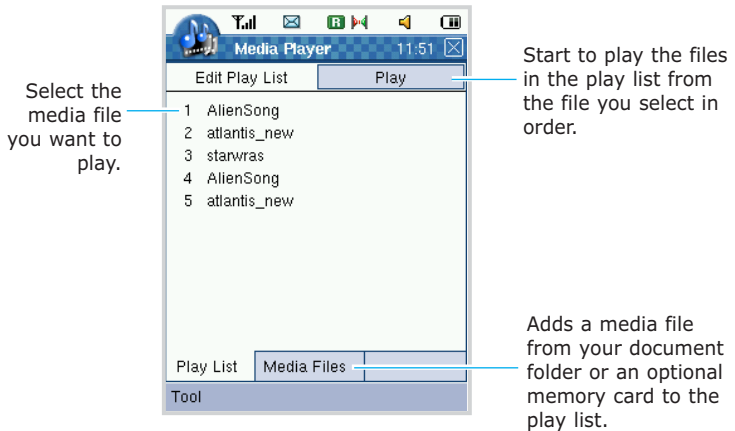 R
Media Player 11:51
Edit Play List Play
1 AlienSong
2 atlantis_new
3 starwras
4 AlienSong
5 atlantis_new
Play List Media Files
Tool
Select the
media file
you want to
play.
Start to play the files
in the play list from
the file you select in
order.
Adds a media file
from your document
folder or an optional
memory card to the
play list.